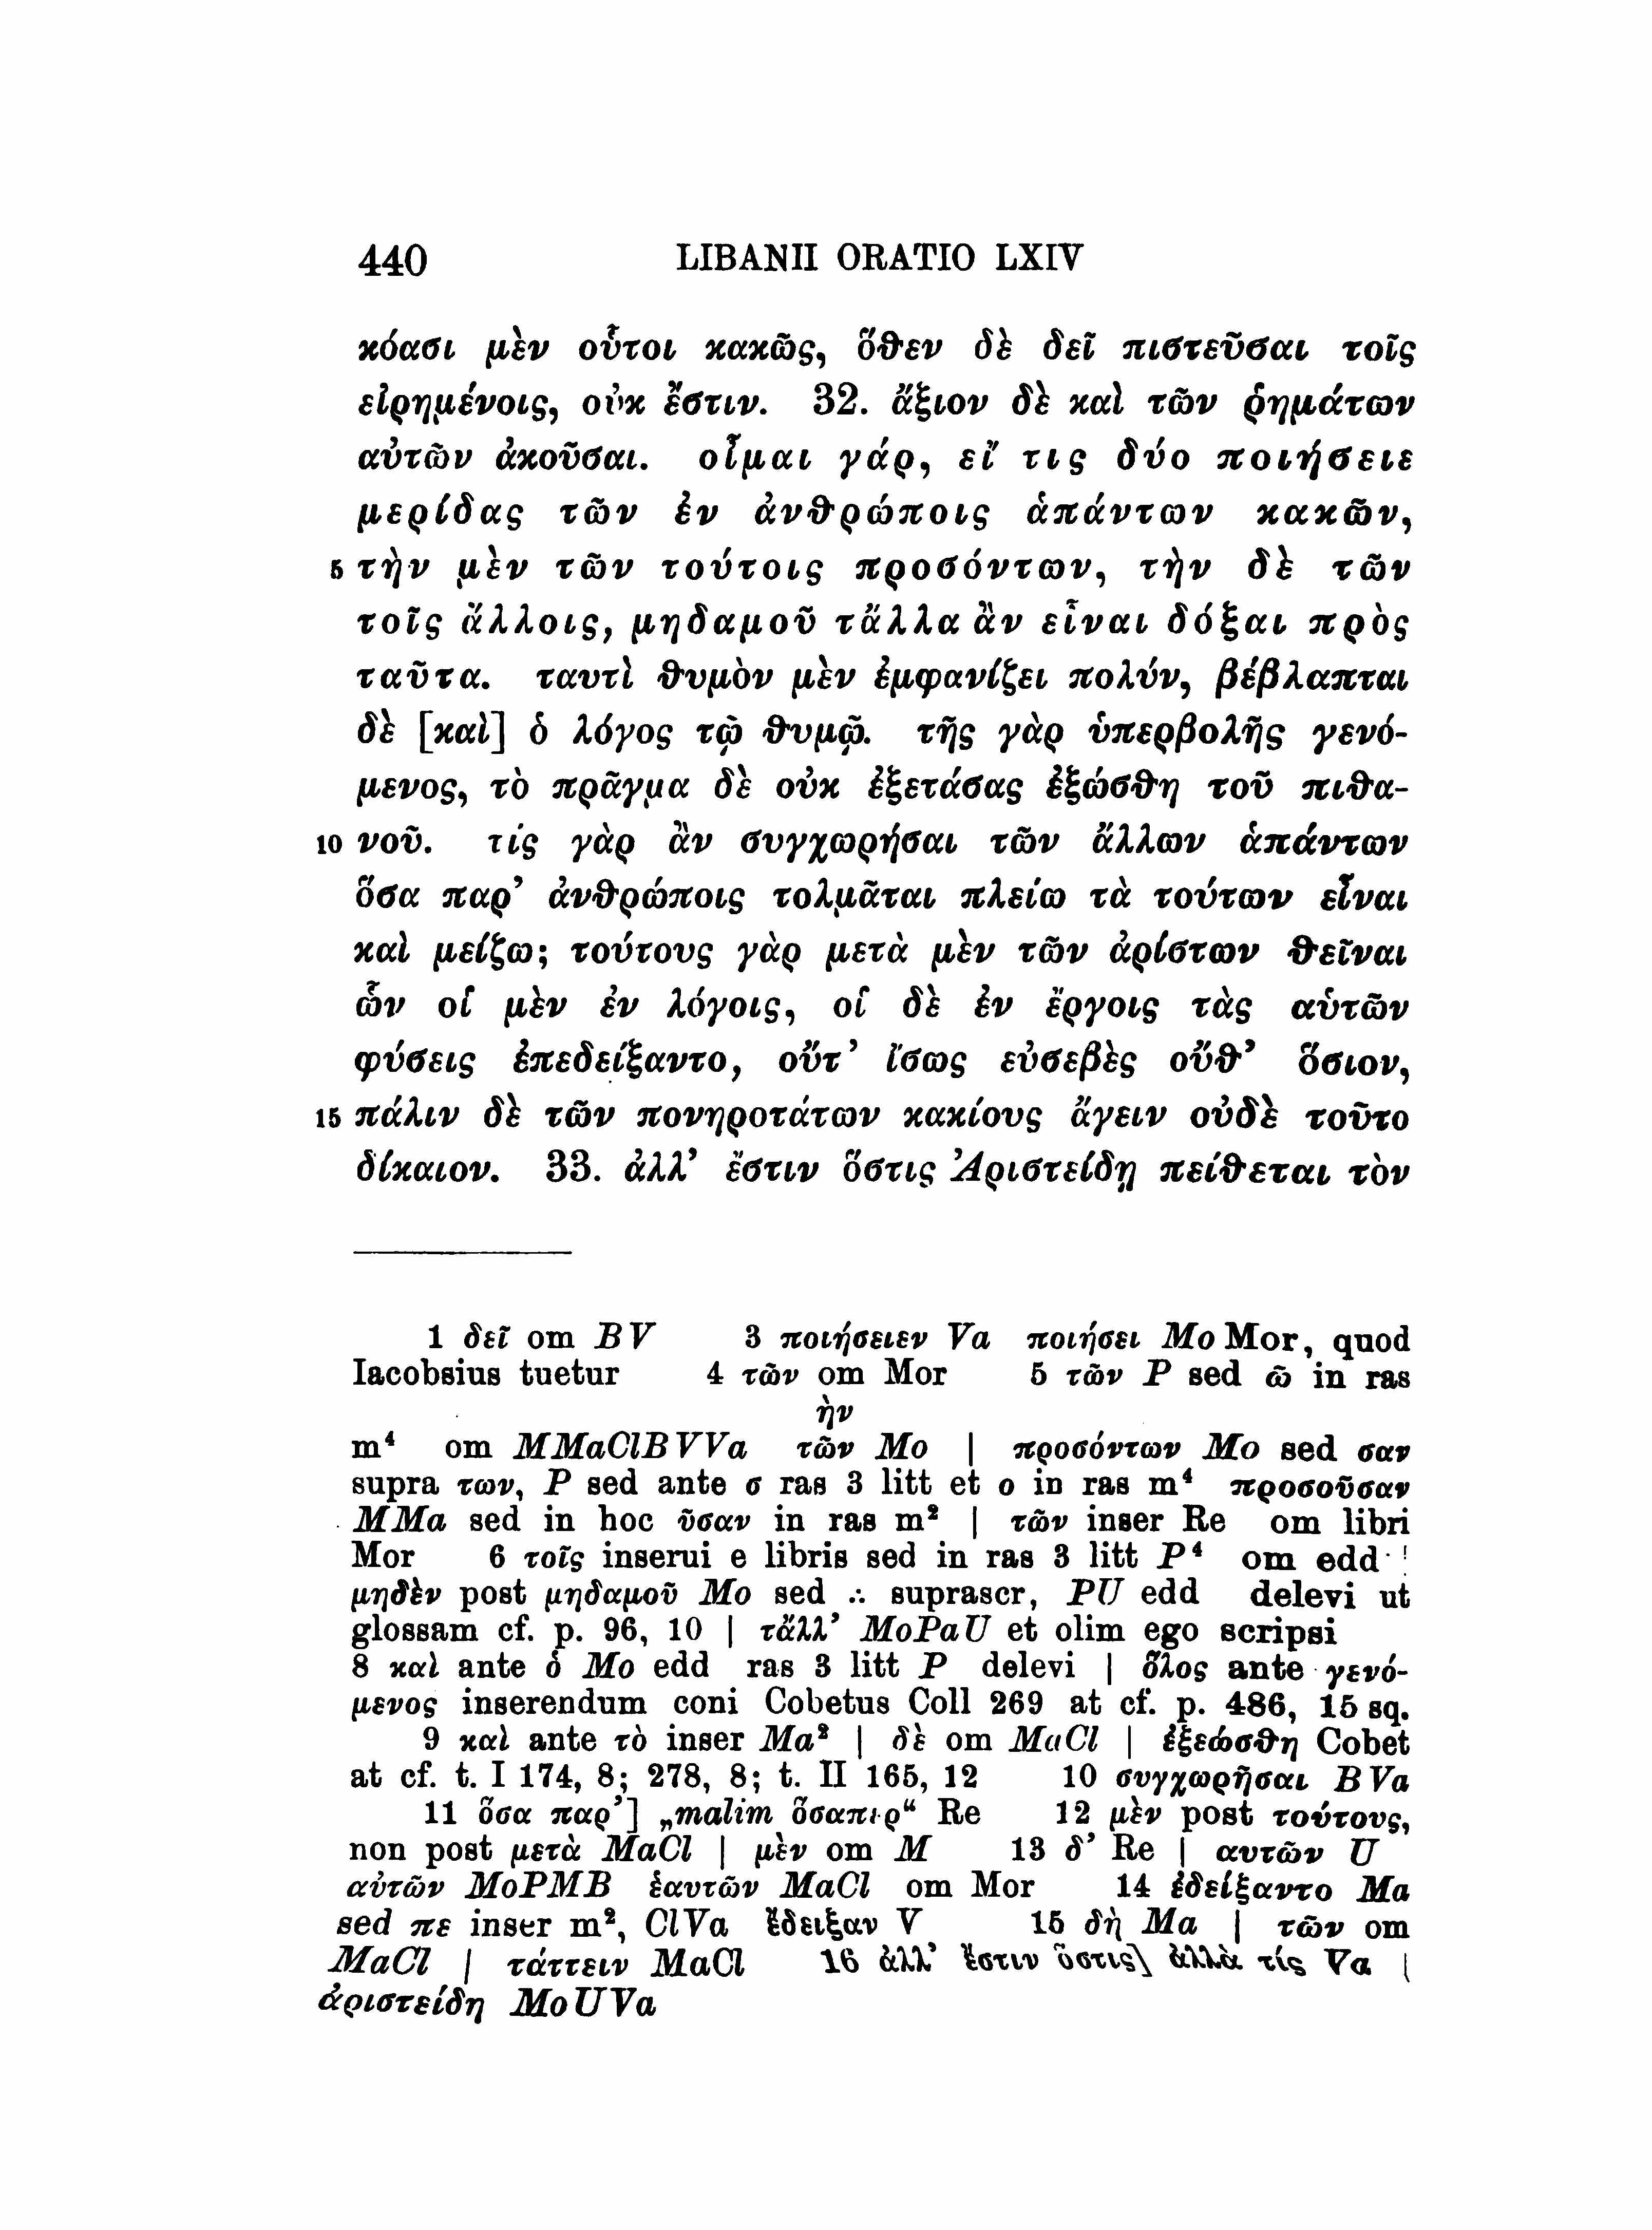 440 LIBANII ORATIO LXIV
κόασι μὲν οὗτοι κακῶς, ὅθεν δὲ δεῖ πιστεῦσαι τοῖς
εἰρημένοις, οὐκ ἔστιν. 32. ἄξιον δὲ καὶ τῶν ῥημάτων
αὐτῶν ἀκοῦσαι. οἶμαι γάρ, εἴ τις δύο ποιήσειε
μερίδας τῶν ἐν ἀνθρώποις ἁπάντων κακῶν,
5 τὴν μὲν τῶν τούτοις προσόντων, τὴν δὲ τῶν
τοῖς ἄλλοις, μηδαμοῦ τἄλλα ἂν εἶναι δόξαι πρὸς
ταῦτα. ταυτὶ θυμὸν μὲν ἐμφανίζει πολύν, βέβλαπται
δὲ [καὶ] ὁ λόγος τῷ θυμῷ. τῆς γὰρ ὑπερβολῆς γενό-
μενος, τὸ πρᾶγμα δὲ οὐκ ἐξετάσας ἐξώσθη τοῦ πιθα-
10 νοῦ. τίς γὰρ ἂν συγχωρήσαι τῶν ἄλλων ἁπάντων
ὅσα παρ’ ἀνθρώποις τολμᾶται πλείω τὰ τούτων εἶναι
καὶ μείζω; τούτους γὰρ μετὰ μὲν τῶν ἀρίστων θεῖναι
ὧν οἱ μὲν ἐν λόγοις, οἱ δὲ ἐν ἔργοις τὰς αὑτῶν
φύσεις ἐπεδείξαντο, οὔτ’ ἴσως εὐσεβὲς οὔθ’ ὅσιον,
15 πάλιν δὲ τῶν πονηροτάτων κακίους ἄγειν οὐδὲ τοῦτο
δίκαιον. 33. ἀλλ’ ἔστιν ὅστις Ἀριστείδῃ πείθεται τὸν
1 δεῖ om BV 3 ποιήσειεν Va ποιήσει Mo Mor, quod
Iacobsius tuetur 4 τῶν om Mor 5 τῶν P sed ῶ in ras
ὴν
m⁴ om MMaClBVVa τῶν Mo | προσόντων Mo sed σαν
supra των, P sed ante σ ras 3 litt et ο in ras m⁴ προσοῦσαν
MMa sed in hoc ῦσαν in ras m² | τῶν inser Re om libri
Mor 6 τοῖς inserui e libris sed in ras 3 litt P⁴ om edd
μηδὲν post μηδαμοῦ Mo sed ∴ suprascr, PU edd delevi ut
glossam cf. p. 96, 10 | τἄλλ’ MoPaU et olim ego scripsi
8 καὶ ante ὁ Mo edd ras 3 litt P delevi | ὅλος ante γενό-
μενος inserendum coni Cobetus Coll 269 at cf. p. 486, 15 sq.
9 καὶ ante τὸ inser Ma² | δὲ om MaCl | ἐξεώσθη Cobet
at cf. t. I 174, 8; 278, 8; t. II 165, 12 10 συγχωρῆσαι BVa
11 ὅσα παρ’] „malim ὅσαπερ“ Re 12 μὲν post τούτους,
non post μετὰ MaCl | μὲν om M 13 δ’ Re | αυτῶν U
αὐτῶν MoPMB ἑαυτῶν MaCl om Mor 14 ἐδείξαντο Ma
sed πε inser m², ClVa ἔδειξαν V 15 δὴ Ma | τῶν om
MaCl | τάττειν MaCl 16 ἀλλ’ ἔστιν ὅστις] ἀλλὰ τίς Va |
ἀριστείδη MoUVa